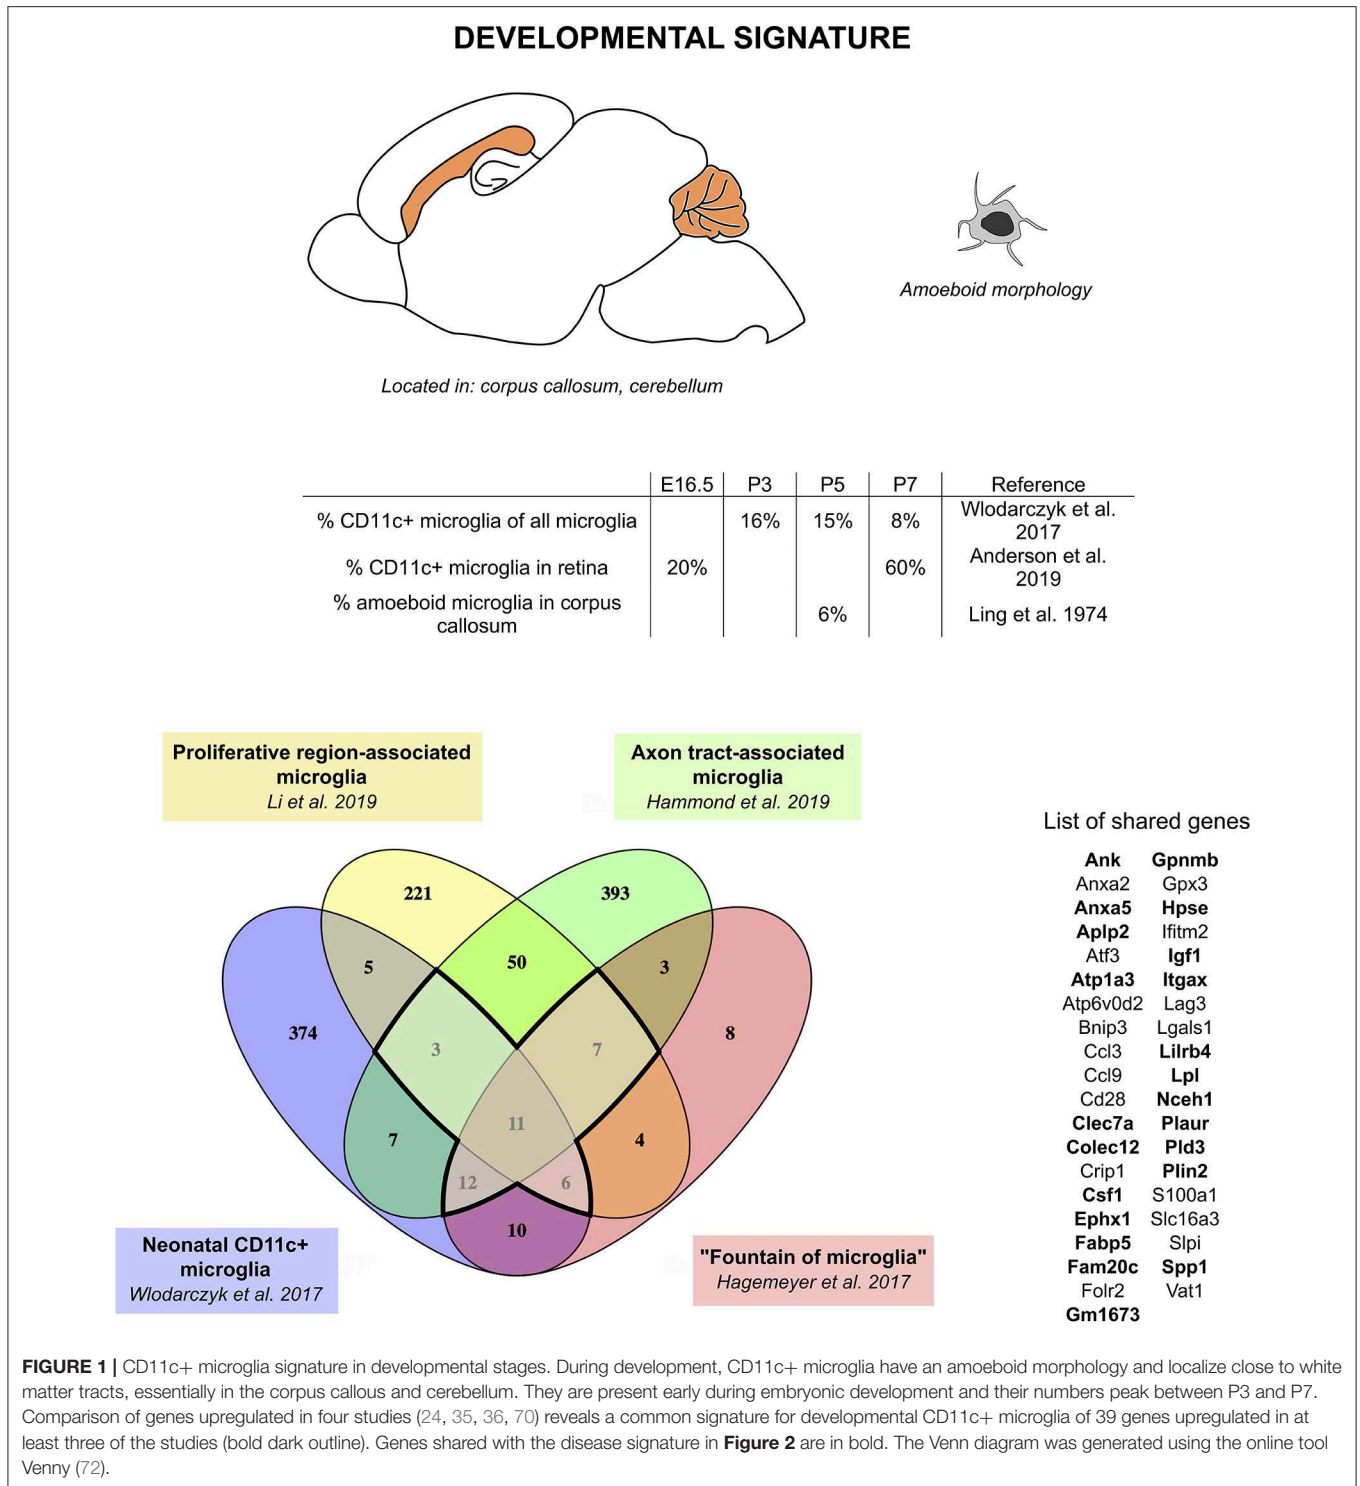 DEVELOPMENTAL SIGNATURE
Amoeboid morphology
Located in: corpus callosum, cerebellum
E16.5 P3 P5 P7 Reference
% CD11c+ microglia of all microglia 16% 15% 8% Wlodarczyk et al. 2017
% CD11c+ microglia in retina 20% 60% Anderson et al. 2019
% amoeboid microglia in corpus callosum 6% Ling et al. 1974
Proliferative region-associated
microglia
Li et al. 2019
Axon tract-associated
microglia
Hammond et al. 2019
221
393
5
50
3
374
8
3
7
11
7
4
12
6
10
Neonatal CD11c+
microglia
Wlodarczyk et al. 2017
"Fountain of microglia"
Hagemeyer et al. 2017
List of shared genes
Ank Gpnmb
Anxa2 Gpx3
Anxa5 Hpse
Aplp2 Ifitm2
Atf3 Igf1
Atp1a3 Itgax
Atp6v0d2 Lag3
Bnip3 Lgals1
Ccl3 Lilrb4
Ccl9 Lpl
Cd28 Nceh1
Clec7a Plaur
Colec12 Pld3
Crip1 Plin2
Csf1 S100a1
Ephx1 Slc16a3
Fabp5 Slpi
Fam20c Spp1
Folr2 Vat1
Gm1673
FIGURE 1 | CD11c+ microglia signature in developmental stages. During development, CD11c+ microglia have an amoeboid morphology and localize close to white
matter tracts, essentially in the corpus callous and cerebellum. They are present early during embryonic development and their numbers peak between P3 and P7.
Comparison of genes upregulated in four studies (24, 35, 36, 70) reveals a common signature for developmental CD11c+ microglia of 39 genes upregulated in at
least three of the studies (bold dark outline). Genes shared with the disease signature in Figure 2 are in bold. The Venn diagram was generated using the online tool
Venny (72).